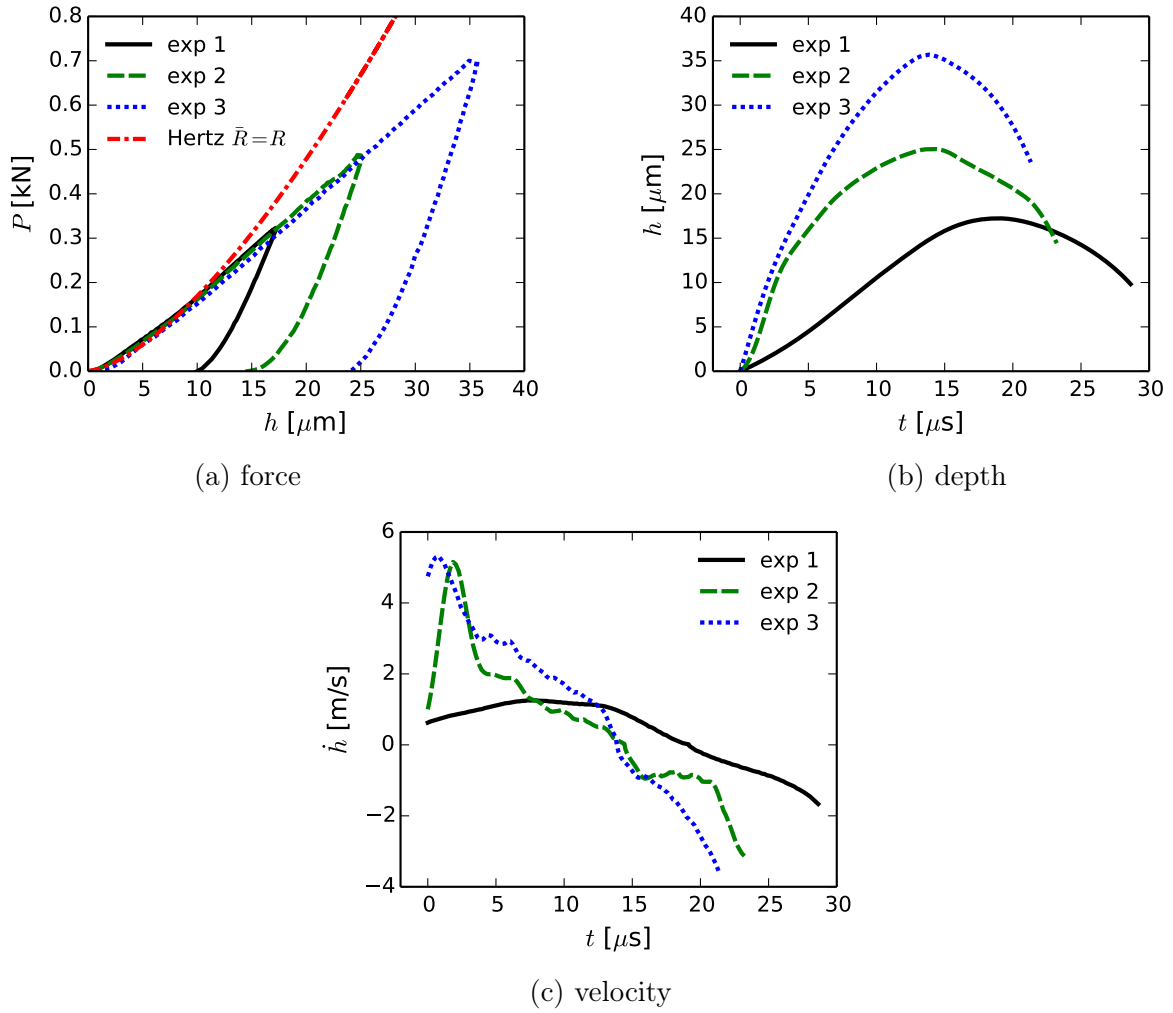 0.8
0.7
0.6
0.5
0.4
0.3
0.2
0.1
0.0
P [kN]
exp 1
exp 2
exp 3
Hertz R̄=R
0 5 10 15 20 25 30 35 40
h [μm]
(a) force
40
35
30
25
20
15
10
5
0
h [μm]
exp 1
exp 2
exp 3
0 5 10 15 20 25 30
t [μs]
(b) depth
6
4
2
0
−2
−4
ḣ [m/s]
exp 1
exp 2
exp 3
0 5 10 15 20 25 30
t [μs]
(c) velocity